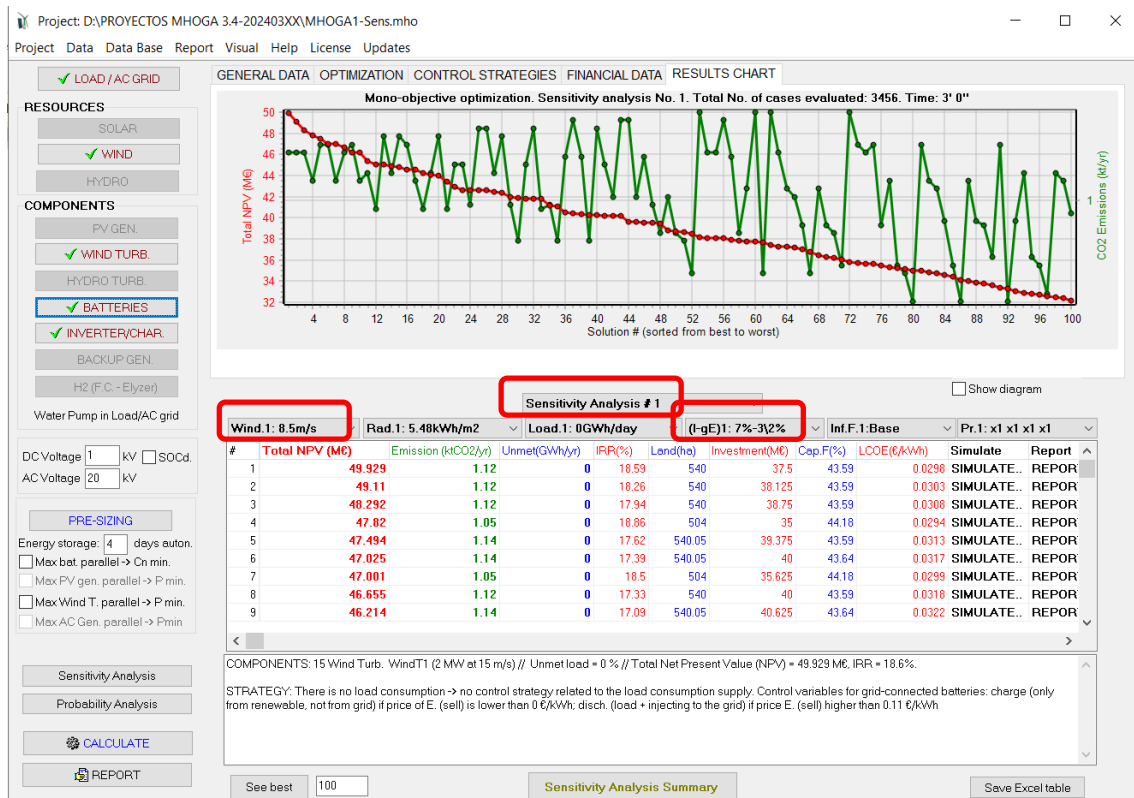 Project: D:\PROYECTOS MHOGA 3.4-202403XX\MHOGA1-Sens.mho
Project Data Data Base Report Visual Help License Updates
LOAD / AC GRID
RESOURCES
SOLAR
WIND
HYDRO
COMPONENTS
PV GEN.
WIND TURB.
HYDRO TURB.
BATTERIES
INVERTER/CHAR.
BACKUP GEN.
H2 (F.C. - Elyzer)
Water Pump in Load/AC grid
DC Voltage 1 kV SOCd.
AC Voltage 20 kV
PRE-SIZING
Energy storage: 4 days auton.
Max bat. parallel -> Cn min.
Max PV gen. parallel -> P min.
Max Wind T. parallel -> P min.
Max AC Gen. parallel -> Pmin
Sensitivity Analysis
Probability Analysis
CALCULATE
REPORT
GENERAL DATA OPTIMIZATION CONTROL STRATEGIES FINANCIAL DATA RESULTS CHART
Mono-objective optimization. Sensitivity analysis No. 1. Total No. of cases evaluated: 3456. Time: 3' 0''
Total NPV (M€)
50
48
46
44
42
40
38
36
34
32
4 8 12 16 20 24 28 32 36 40 44 48 52 56 60 64 68 72 76 80 84 88 92 96 100
Solution # (sorted from best to worst)
1
CO2 Emissions (kt/yr)
Show diagram
Sensitivity Analysis # 1
Wind.1: 8.5m/s Rad.1: 5.48kWh/m2 Load.1: 0GWh/day (I-gE)1: 7%-3\2% Inf.F.1:Base Pr.1: x1 x1 x1 x1
# Total NPV (M€) Emission (ktCO2/yr) Unmet(GWh/yr) IRR(%) Land(ha) Investment(M€) Cap.F(%) LCOE(€/kWh) Simulate Report
1 49.929 1.12 0 18.59 540 37.5 43.59 0.0298 SIMULATE.. REPOR
2 49.11 1.12 0 18.26 540 38.125 43.59 0.0303 SIMULATE.. REPOR
3 48.292 1.12 0 17.94 540 38.75 43.59 0.0308 SIMULATE.. REPOR
4 47.82 1.05 0 18.86 504 35 44.18 0.0294 SIMULATE.. REPOR
5 47.494 1.14 0 17.62 540.05 39.375 43.64 0.0313 SIMULATE.. REPOR
6 47.025 1.14 0 17.39 540.05 40 43.64 0.0317 SIMULATE.. REPOR
7 47.001 1.05 0 18.5 504 35.625 44.18 0.0299 SIMULATE.. REPOR
8 46.655 1.12 0 17.33 540 40 43.59 0.0318 SIMULATE.. REPOR
9 46.214 1.14 0 17.09 540.05 40.625 43.64 0.0322 SIMULATE.. REPOR
COMPONENTS: 15 Wind Turb. WindT1 (2 MW at 15 m/s) // Unmet load = 0 % // Total Net Present Value (NPV) = 49.929 M€, IRR = 18.6%.
STRATEGY: There is no load consumption -> no control strategy related to the load consumption supply. Control variables for grid-connected batteries: charge (only
from renewable, not from grid) if price of E. (sell) is lower than 0 €/kWh; disch. (load + injecting to the grid) if price E. (sell) higher than 0.11 €/kWh
See best 100
Sensitivity Analysis Summary
Save Excel table